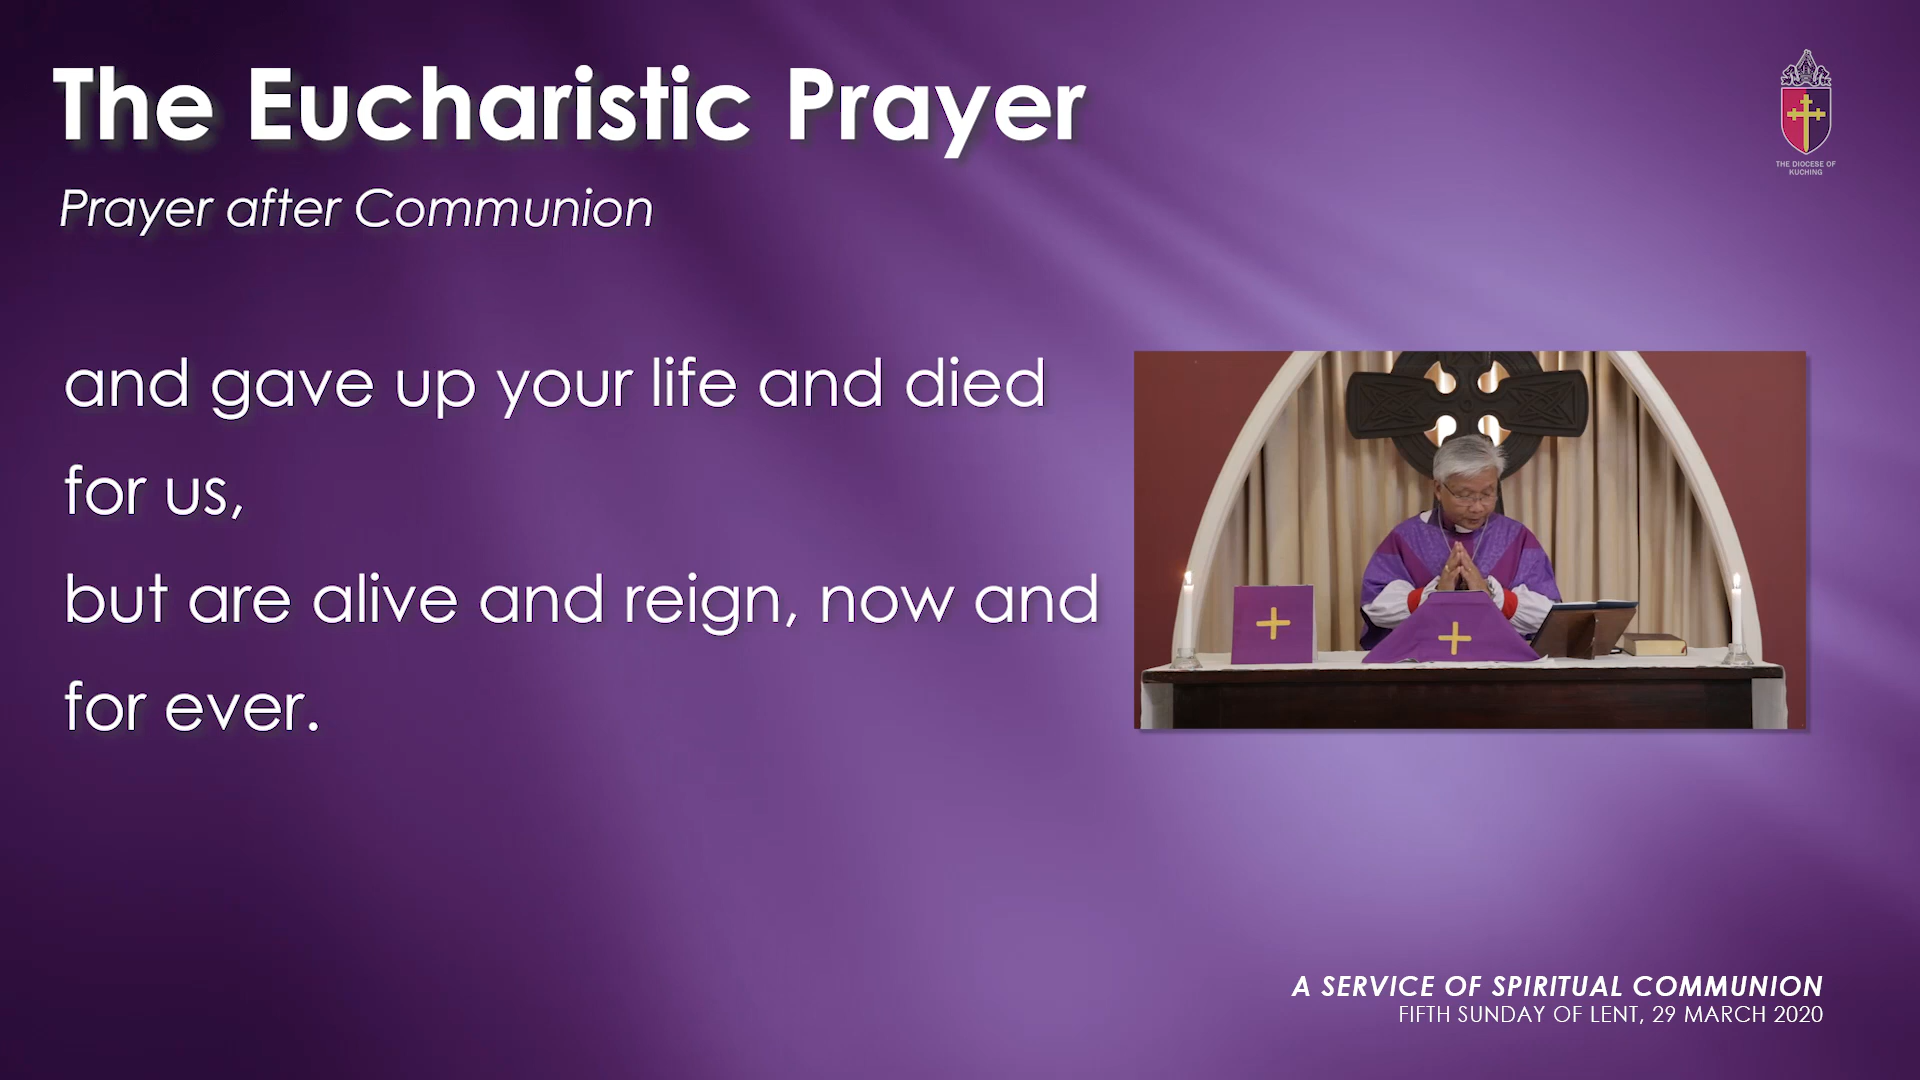 The Eucharistic Prayer
Prayer after Communion
THE DIOCESE OF
KUCHING
and gave up your life and died
for us,
but are alive and reign, now and
for ever.
A SERVICE OF SPIRITUAL COMMUNION
FIFTH SUNDAY OF LENT, 29 MARCH 2020